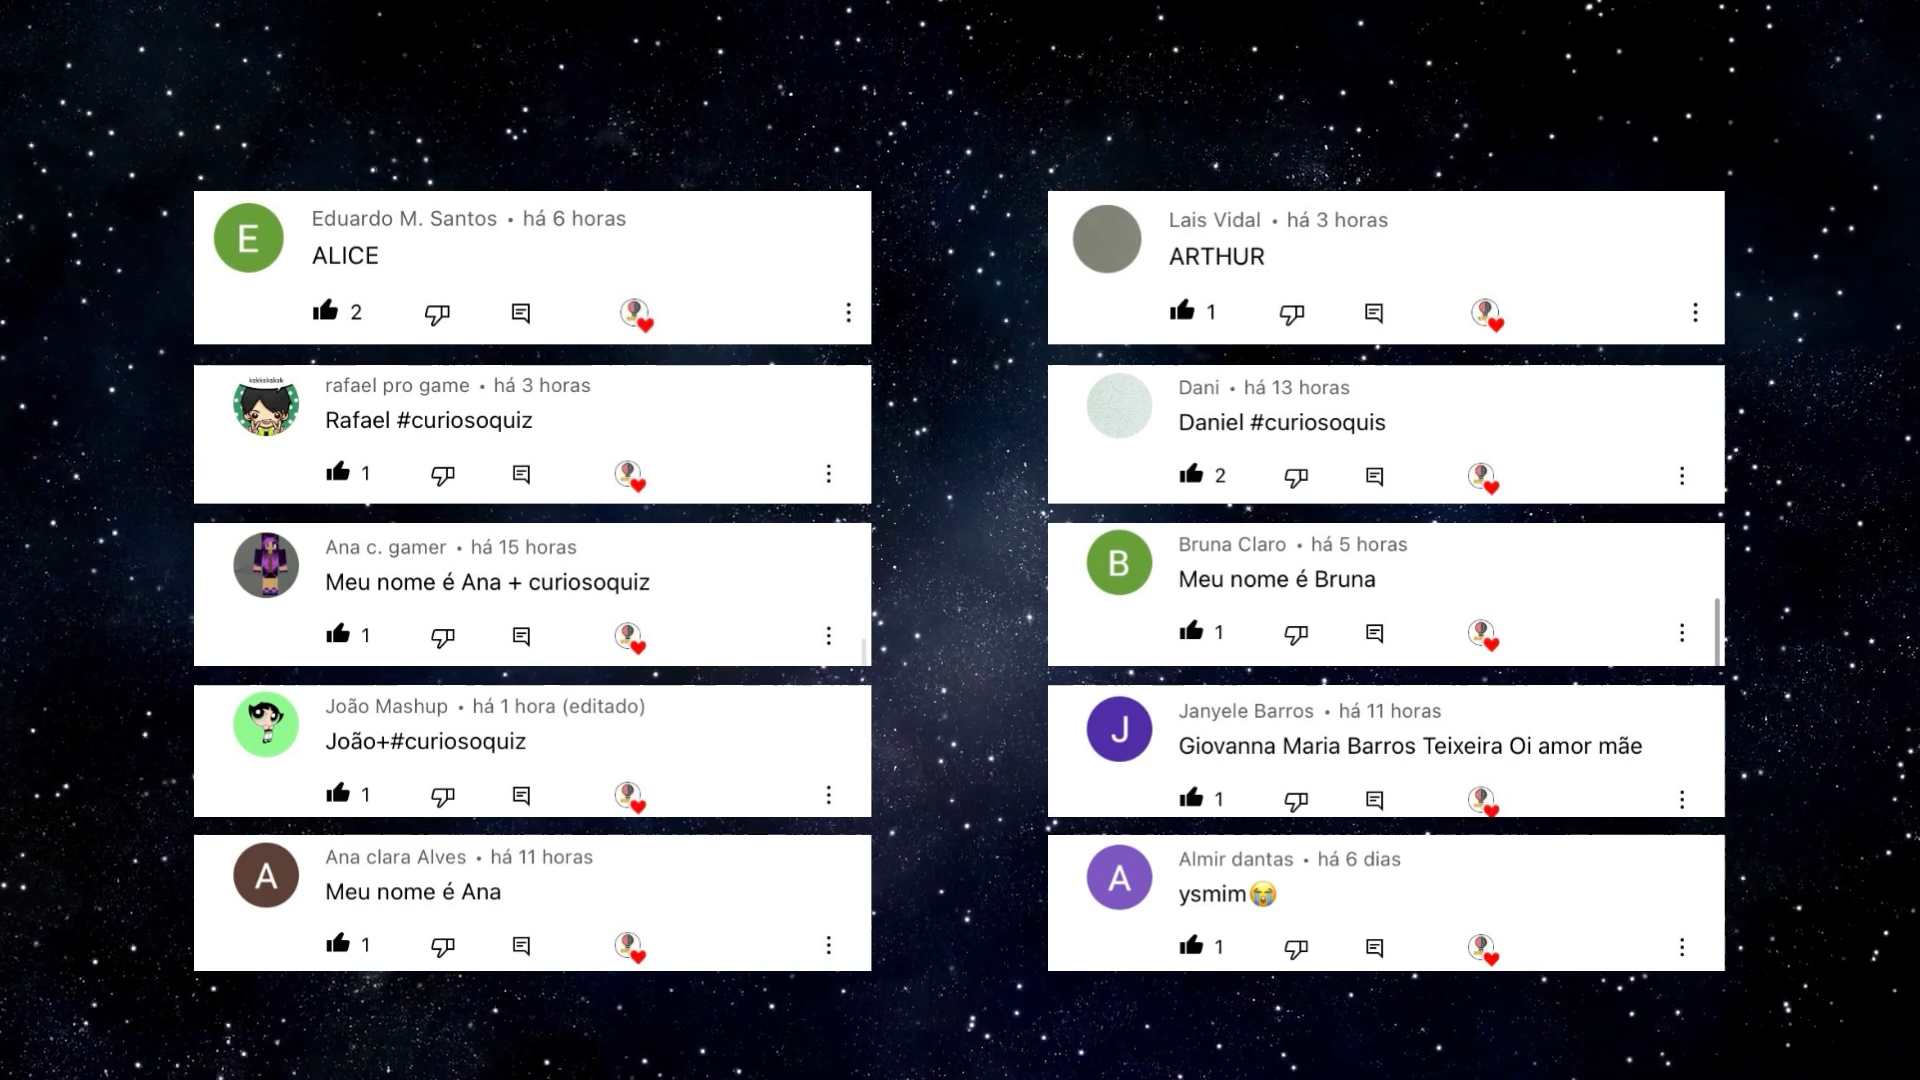 Eduardo M. Santos • há 6 horas
ALICE
2
kakkakakak
rafael pro game • há 3 horas
Rafael #curiosoquiz
1
Ana c. gamer • há 15 horas
Meu nome é Ana + curiosoquiz
1
João Mashup • há 1 hora (editado)
João+#curiosoquiz
1
Ana clara Alves • há 11 horas
Meu nome é Ana
1
Lais Vidal • há 3 horas
ARTHUR
1
Dani • há 13 horas
Daniel #curiosoquis
2
Bruna Claro • há 5 horas
Meu nome é Bruna
1
Janyele Barros • há 11 horas
Giovanna Maria Barros Teixeira Oi amor mãe
1
Almir dantas • há 6 dias
ysmim😭
1
E
A
B
J
A